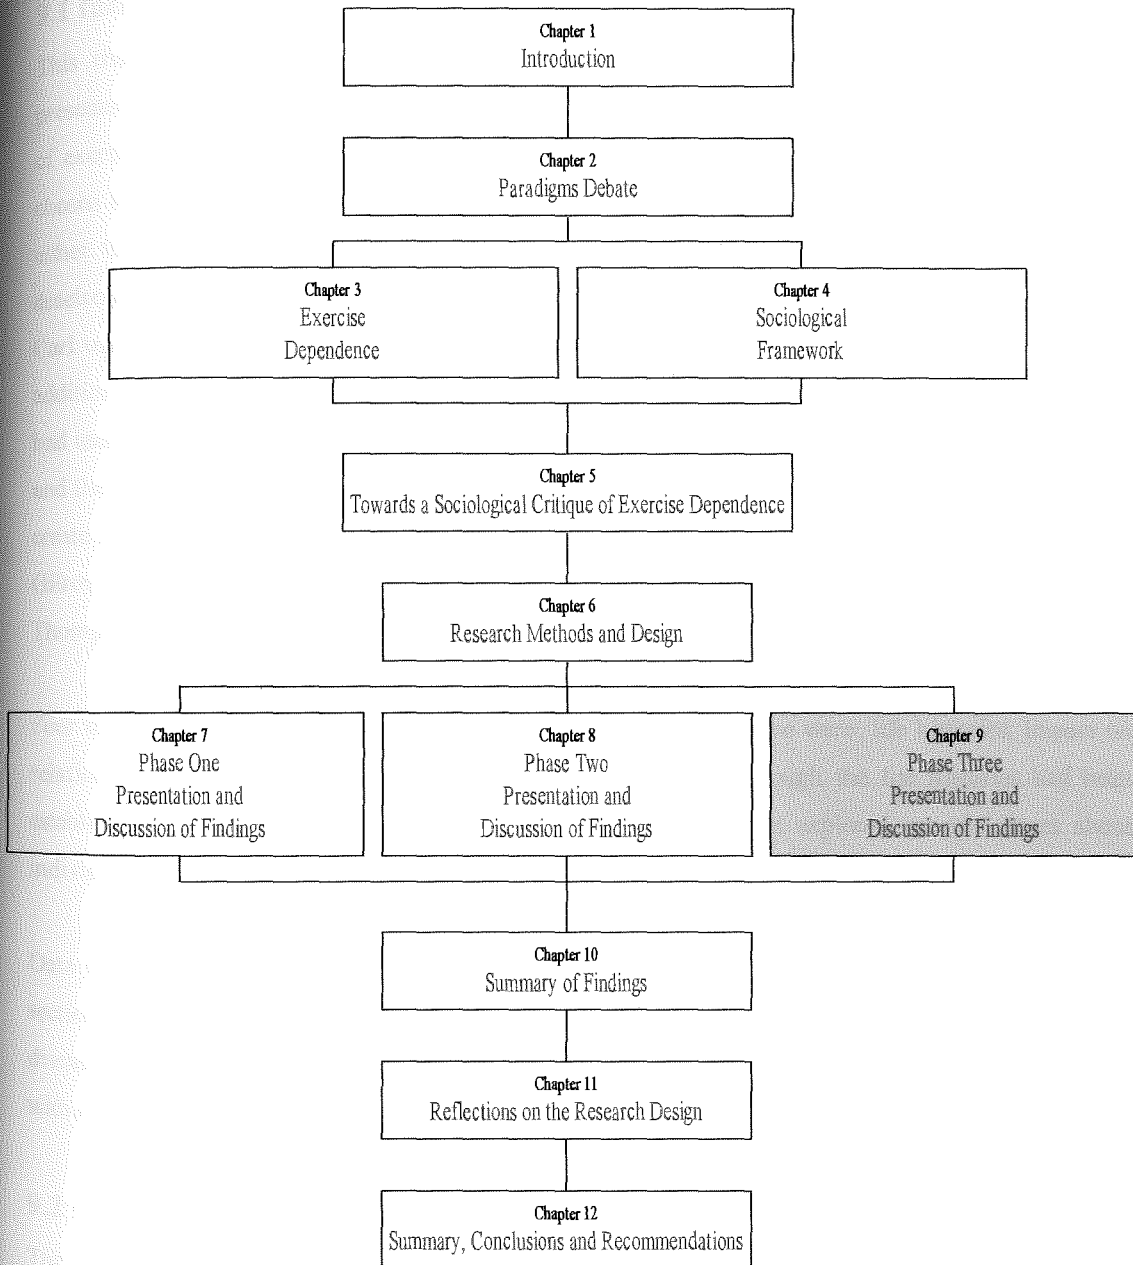 Chapter 1
Introduction
Chapter 2
Paradigms Debate
Chapter 3
Exercise
Dependence
Chapter 4
Sociological
Framework
Chapter 5
Towards a Sociological Critique of Exercise Dependence
Chapter 6
Research Methods and Design
Chapter 7
Phase One
Presentation and
Discussion of Findings
Chapter 8
Phase Two
Presentation and
Discussion of Findings
Chapter 9
Phase Three
Presentation and
Discussion of Findings
Chapter 10
Summary of Findings
Chapter 11
Reflections on the Research Design
Chapter 12
Summary, Conclusions and Recommendations